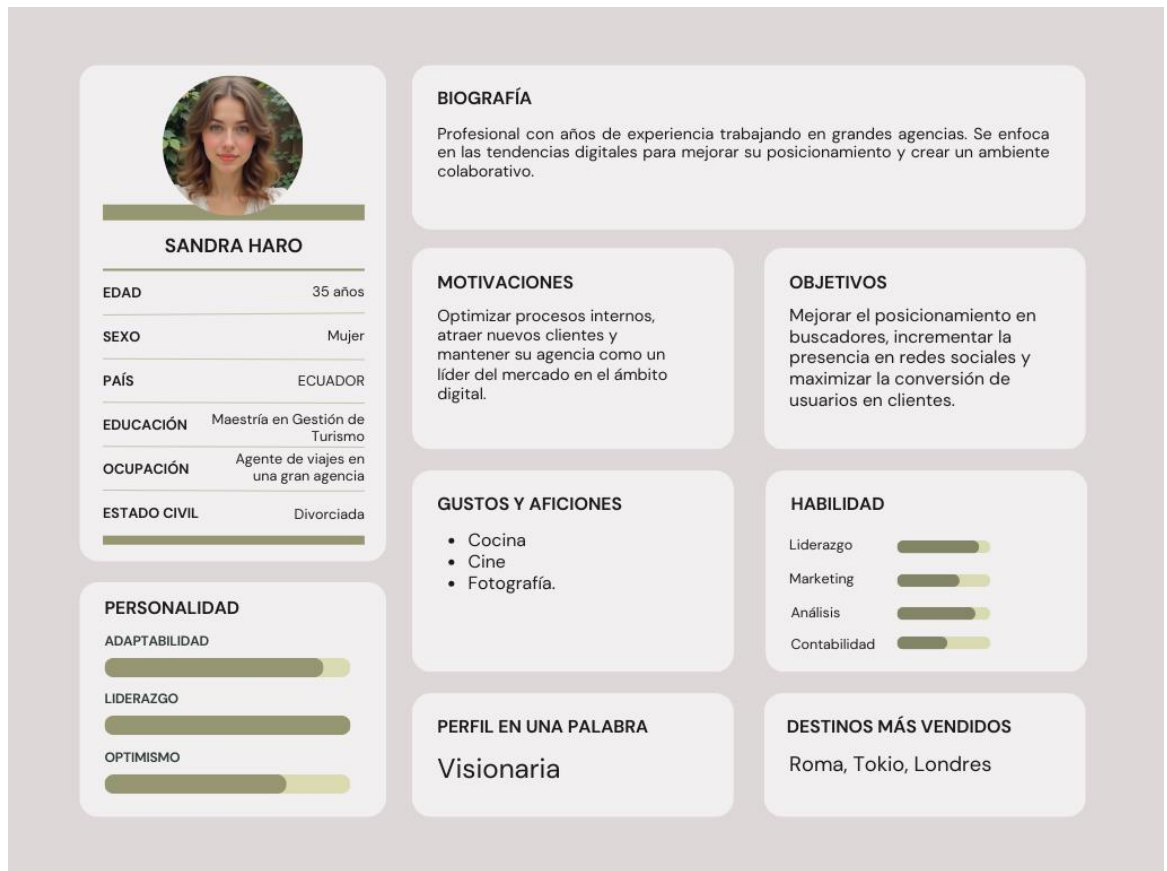 SANDRA HARO
EDAD 35 años
SEXO Mujer
PAÍS ECUADOR
EDUCACIÓN Maestría en Gestión de
Turismo
OCUPACIÓN Agente de viajes en
una gran agencia
ESTADO CIVIL Divorciada
PERSONALIDAD
ADAPTABILIDAD
LIDERAZGO
OPTIMISMO
BIOGRAFÍA
Profesional con años de experiencia trabajando en grandes agencias. Se enfoca
en las tendencias digitales para mejorar su posicionamiento y crear un ambiente
colaborativo.
MOTIVACIONES
Optimizar procesos internos,
atraer nuevos clientes y
mantener su agencia como un
líder del mercado en el ámbito
digital.
OBJETIVOS
Mejorar el posicionamiento en
buscadores, incrementar la
presencia en redes sociales y
maximizar la conversión de
usuarios en clientes.
GUSTOS Y AFICIONES
• Cocina
• Cine
• Fotografía.
HABILIDAD
Liderazgo
Marketing
Análisis
Contabilidad
PERFIL EN UNA PALABRA
Visionaria
DESTINOS MÁS VENDIDOS
Roma, Tokio, Londres